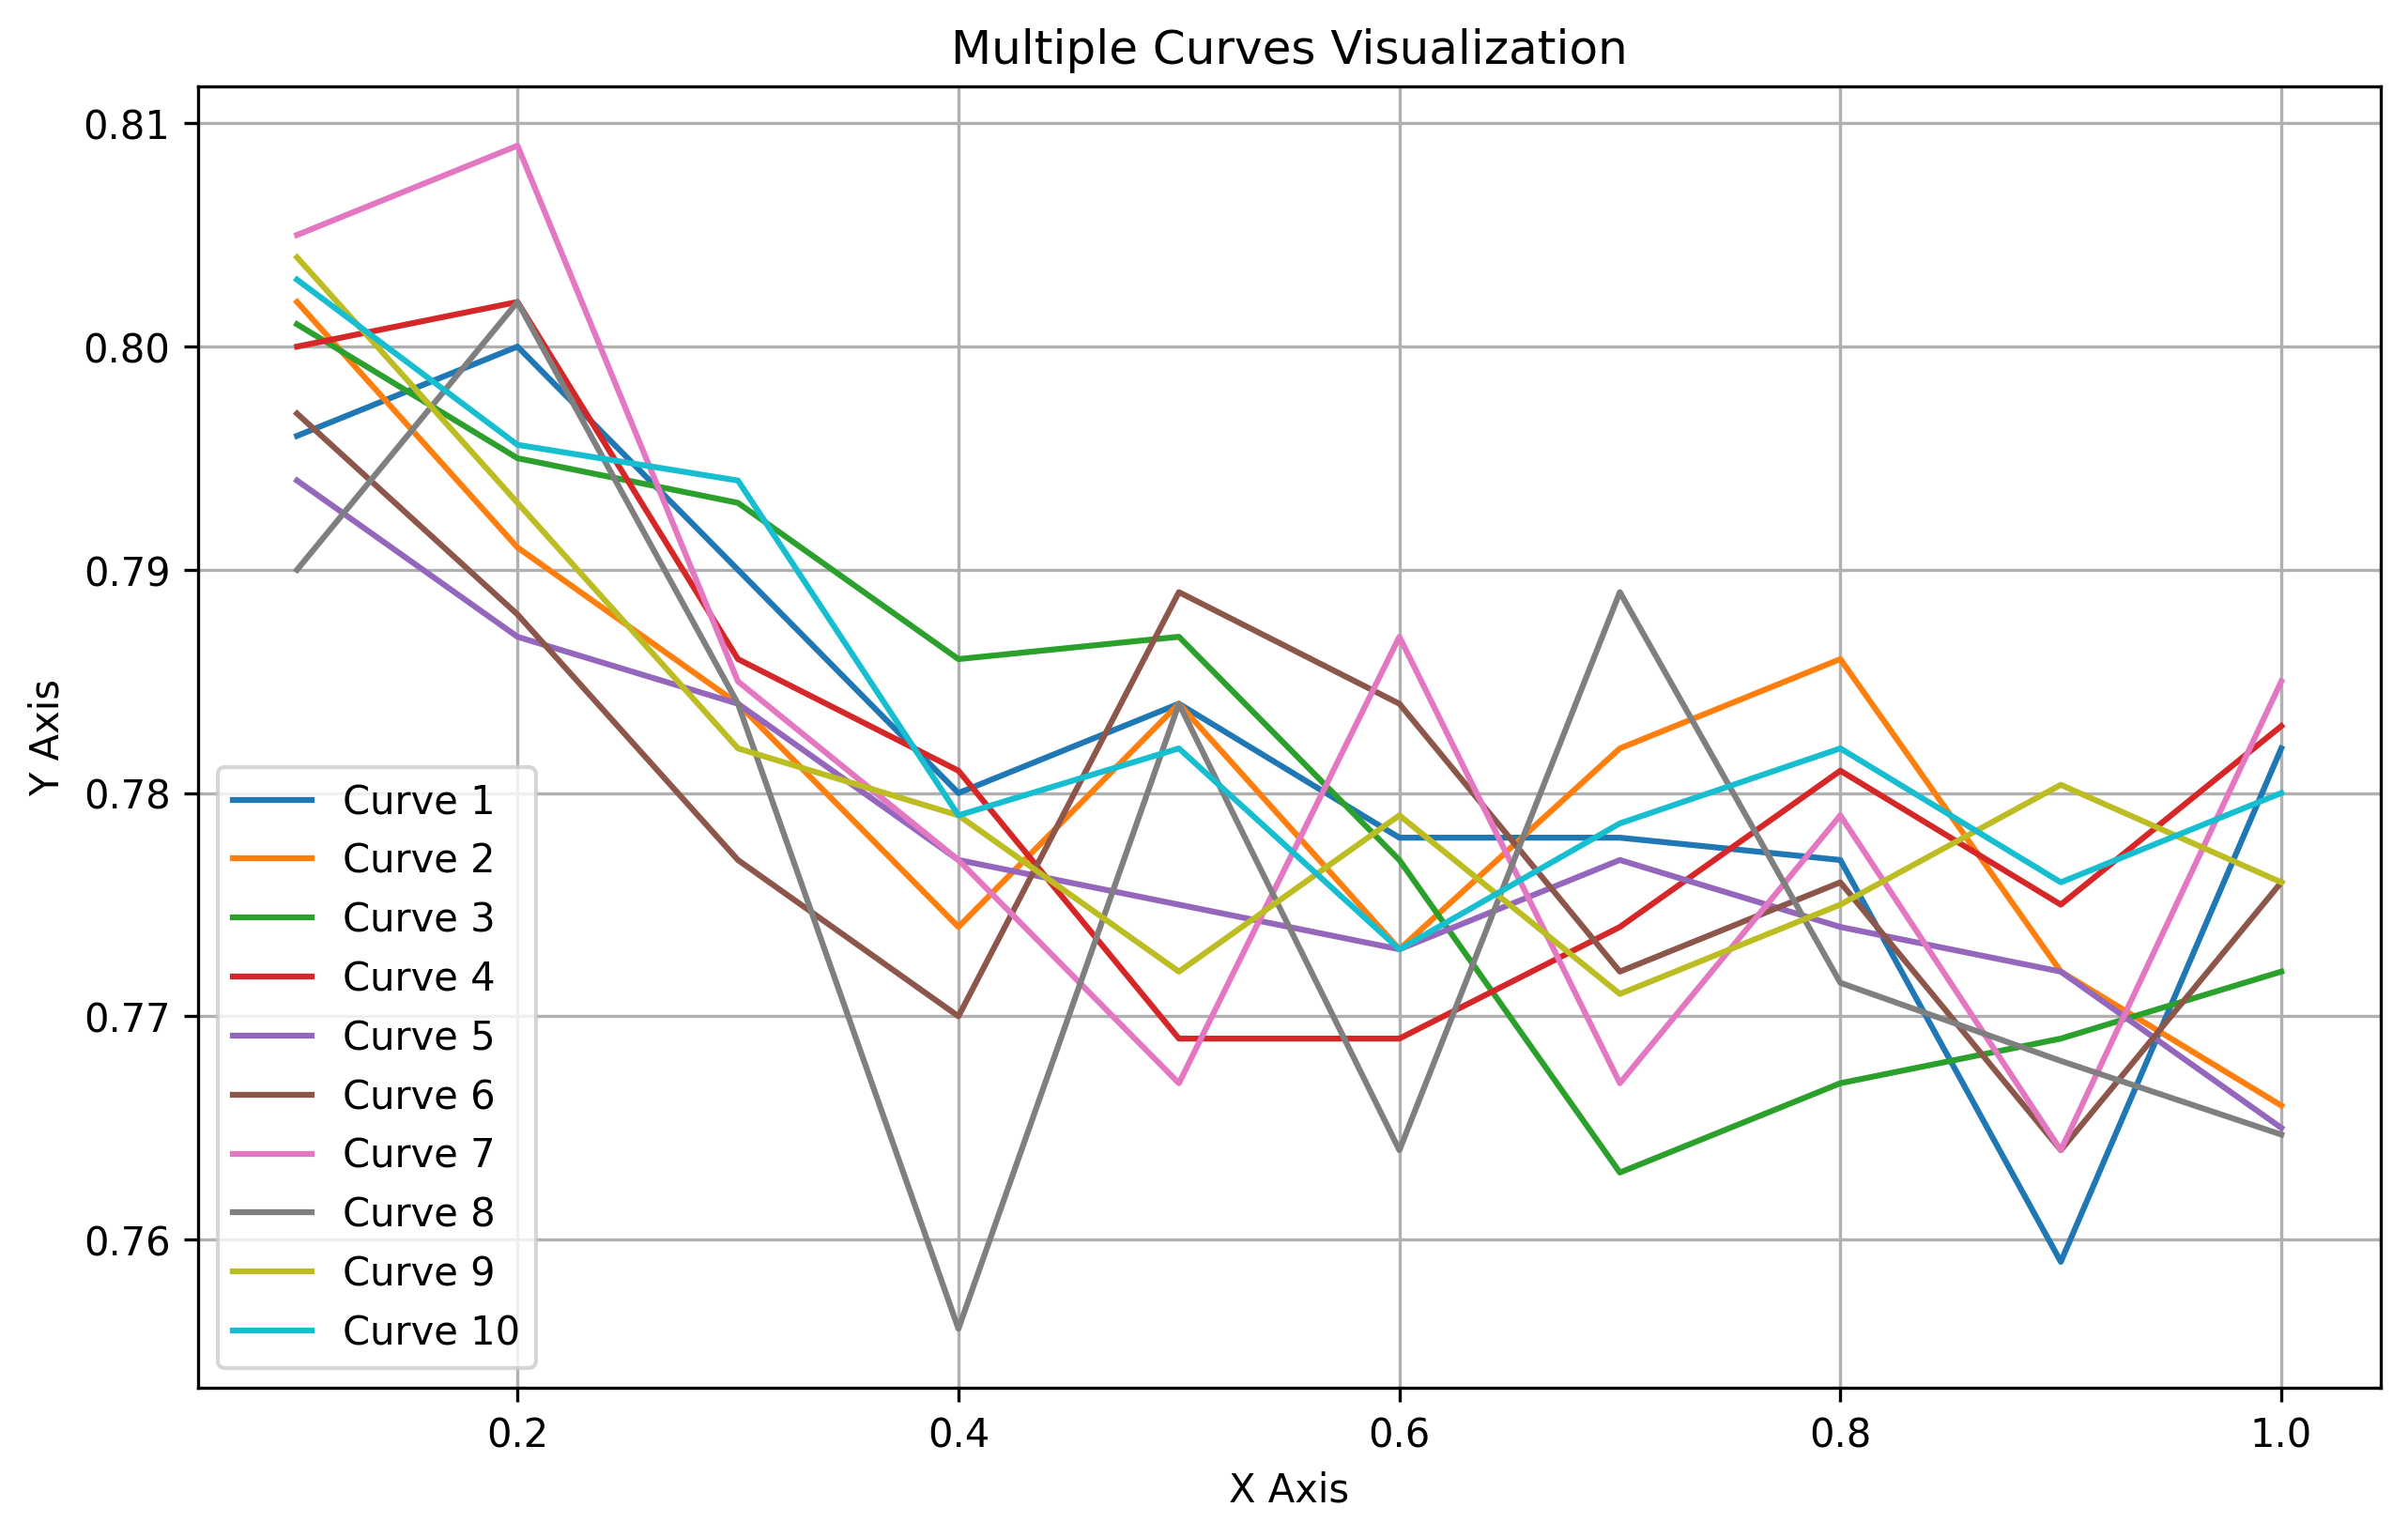 Multiple Curves Visualization
0.81
0.80
0.79
0.78
0.77
0.76
Y Axis
Curve 1
Curve 2
Curve 3
Curve 4
Curve 5
Curve 6
Curve 7
Curve 8
Curve 9
Curve 10
0.2 0.4 0.6 0.8 1.0
X Axis